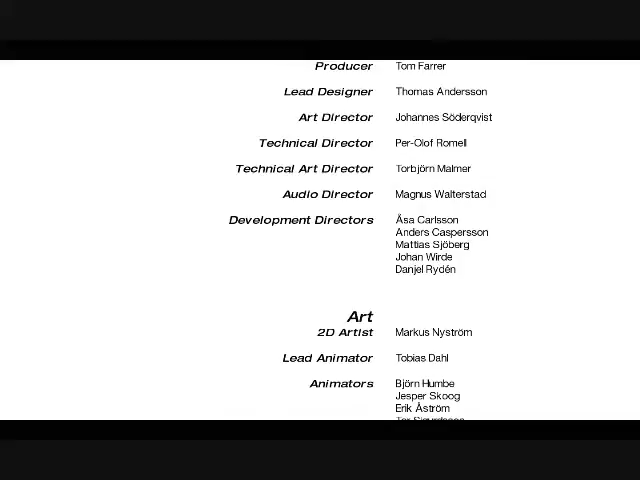 Producer Tom Farrer
Lead Designer Thomas Andersson
Art Director Johannes Söderqvist
Technical Director Per-Olof Romell
Technical Art Director Torbjörn Malmer
Audio Director Magnus Walterstad
Development Directors Åsa Carlsson
Anders Caspersson
Mattias Sjöberg
Johan Wirde
Danjel Rydén
Art
2D Artist Markus Nyström
Lead Animator Tobias Dahl
Animators Björn Humbe
Jesper Skoog
Erik Åström